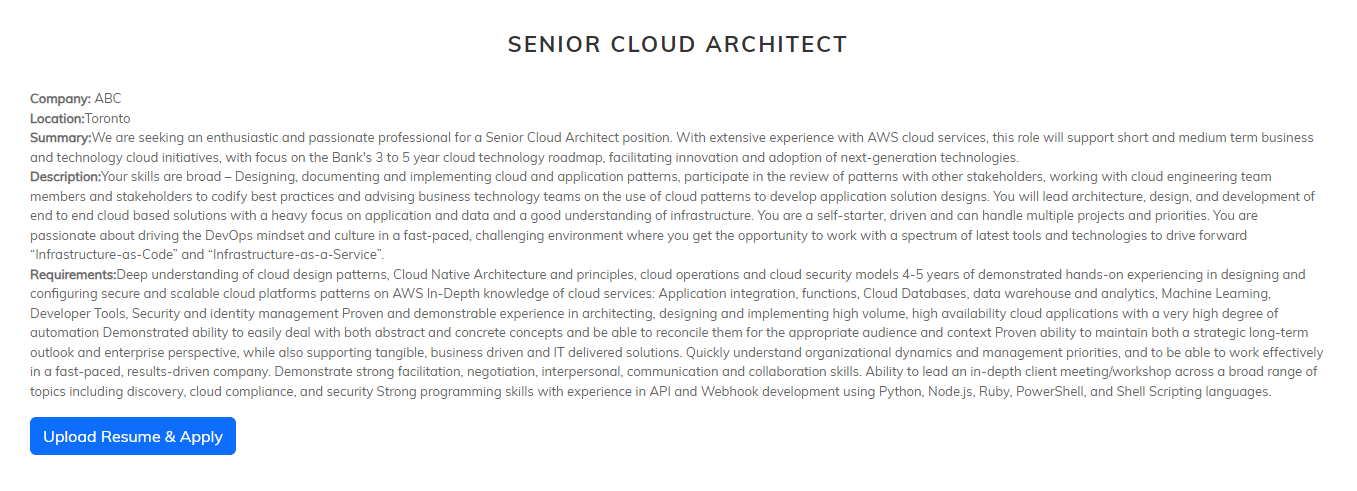 SENIOR CLOUD ARCHITECT
Company: ABC
Location:Toronto
Summary:We are seeking an enthusiastic and passionate professional for a Senior Cloud Architect position. With extensive experience with AWS cloud services, this role will support short and medium term business
and technology cloud initiatives, with focus on the Bank's 3 to 5 year cloud technology roadmap, facilitating innovation and adoption of next-generation technologies.
Description:Your skills are broad – Designing, documenting and implementing cloud and application patterns, participate in the review of patterns with other stakeholders, working with cloud engineering team
members and stakeholders to codify best practices and advising business technology teams on the use of cloud patterns to develop application solution designs. You will lead architecture, design, and development of
end to end cloud based solutions with a heavy focus on application and data and a good understanding of infrastructure. You are a self-starter, driven and can handle multiple projects and priorities. You are
passionate about driving the DevOps mindset and culture in a fast-paced, challenging environment where you get the opportunity to work with a spectrum of latest tools and technologies to drive forward
“Infrastructure-as-Code” and “Infrastructure-as-a-Service”.
Requirements:Deep understanding of cloud design patterns, Cloud Native Architecture and principles, cloud operations and cloud security models 4-5 years of demonstrated hands-on experiencing in designing and
configuring secure and scalable cloud platforms patterns on AWS In-Depth knowledge of cloud services: Application integration, functions, Cloud Databases, data warehouse and analytics, Machine Learning,
Developer Tools, Security and identity management Proven and demonstrable experience in architecting, designing and implementing high volume, high availability cloud applications with a very high degree of
automation Demonstrated ability to easily deal with both abstract and concrete concepts and be able to reconcile them for the appropriate audience and context Proven ability to maintain both a strategic long-term
outlook and enterprise perspective, while also supporting tangible, business driven and IT delivered solutions. Quickly understand organizational dynamics and management priorities, and to be able to work effectively
in a fast-paced, results-driven company. Demonstrate strong facilitation, negotiation, interpersonal, communication and collaboration skills. Ability to lead an in-depth client meeting/workshop across a broad range of
topics including discovery, cloud compliance, and security Strong programming skills with experience in API and Webhook development using Python, Node.js, Ruby, PowerShell, and Shell Scripting languages.
Upload Resume & Apply